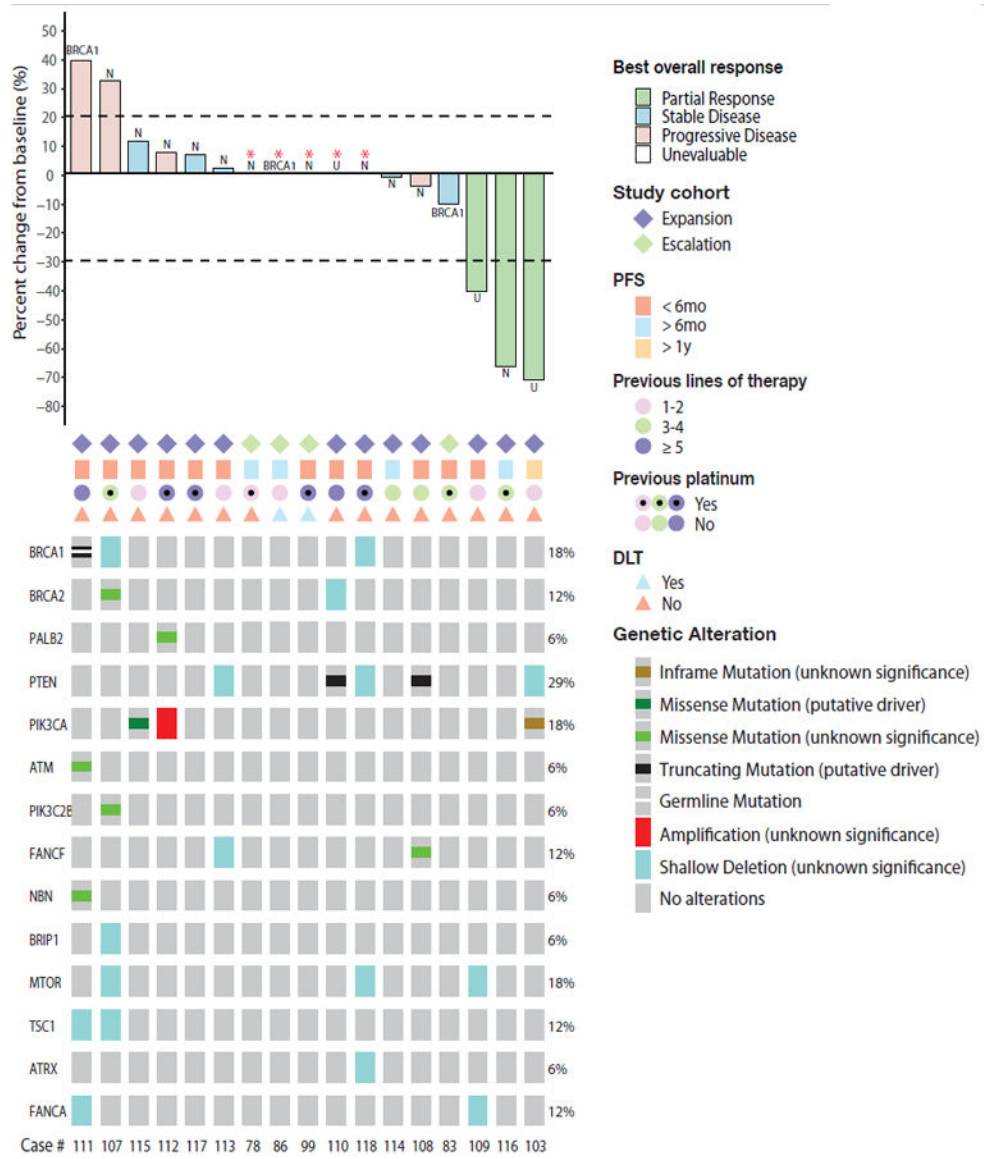 50
40
30
20
10
0
−10
−20
−30
−40
−50
−60
−70
−80
Percent change from baseline (%)
BRCA1
N
N
N
N
N
* * * * *
N
BRCA1
N
U
N
N
N
BRCA1
U
N
U
Best overall response
Partial Response
Stable Disease
Progressive Disease
Unevaluable
Study cohort
Expansion
Escalation
PFS
< 6mo
> 6mo
> 1y
Previous lines of therapy
1-2
3-4
≥ 5
Previous platinum
Yes
No
DLT
Yes
No
Genetic Alteration
Inframe Mutation (unknown significance)
Missense Mutation (putative driver)
Missense Mutation (unknown significance)
Truncating Mutation (putative driver)
Germline Mutation
Amplification (unknown significance)
Shallow Deletion (unknown significance)
No alterations
BRCA1 18%
BRCA2 12%
PALB2 6%
PTEN 29%
PIK3CA 18%
ATM 6%
PIK3C2B 6%
FANCF 12%
NBN 6%
BRIP1 6%
MTOR 18%
TSC1 12%
ATRX 6%
FANCA 12%
Case # 111 107 115 112 117 113 78 86 99 110 118 114 108 83 109 116 103